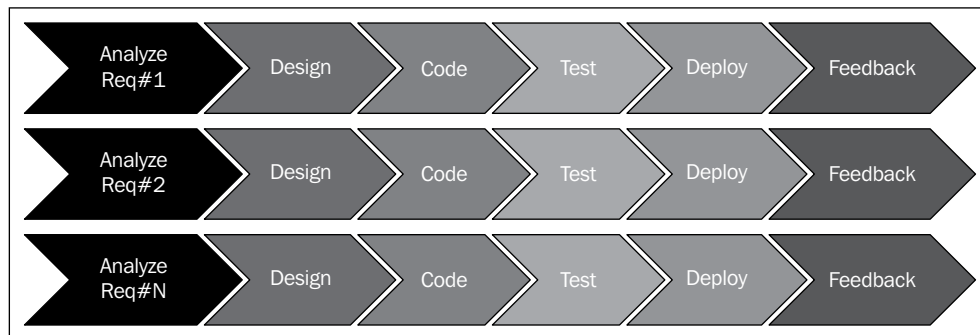 Analyze
Req#1
Design
Code
Test
Deploy
Feedback
Analyze
Req#2
Design
Code
Test
Deploy
Feedback
Analyze
Req#N
Design
Code
Test
Deploy
Feedback